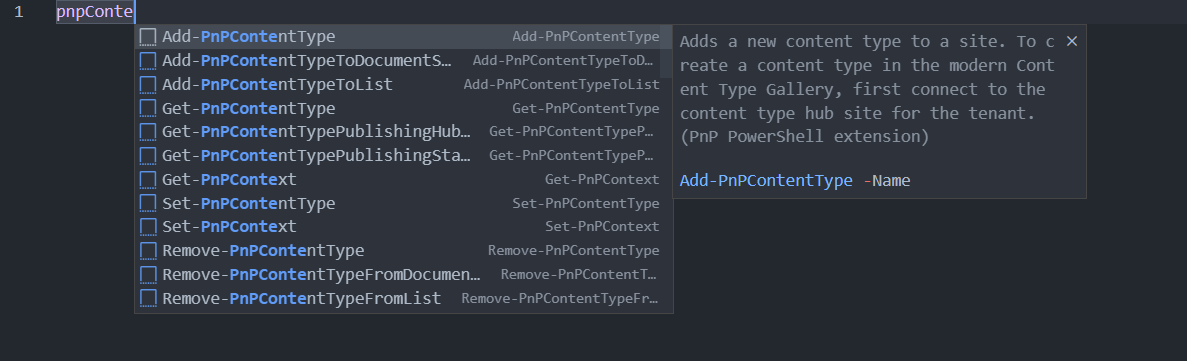 1 pnpConte
Add-PnPContentType Add-PnPContentType
Add-PnPContentTypeToDocumentS… Add-PnPContentTypeToD…
Add-PnPContentTypeToList Add-PnPContentTypeToList
Get-PnPContentType Get-PnPContentType
Get-PnPContentTypePublishingHub… Get-PnPContentTypeP…
Get-PnPContentTypePublishingSta… Get-PnPContentTypeP…
Get-PnPContext Get-PnPContext
Set-PnPContentType Set-PnPContentType
Set-PnPContext Set-PnPContext
Remove-PnPContentType Remove-PnPContentType
Remove-PnPContentTypeFromDocumen… Remove-PnPContentT…
Remove-PnPContentTypeFromList Remove-PnPContentTypeFr…
Adds a new content type to a site. To c
reate a content type in the modern Cont
ent Type Gallery, first connect to the
content type hub site for the tenant.
(PnP PowerShell extension)
Add-PnPContentType -Name